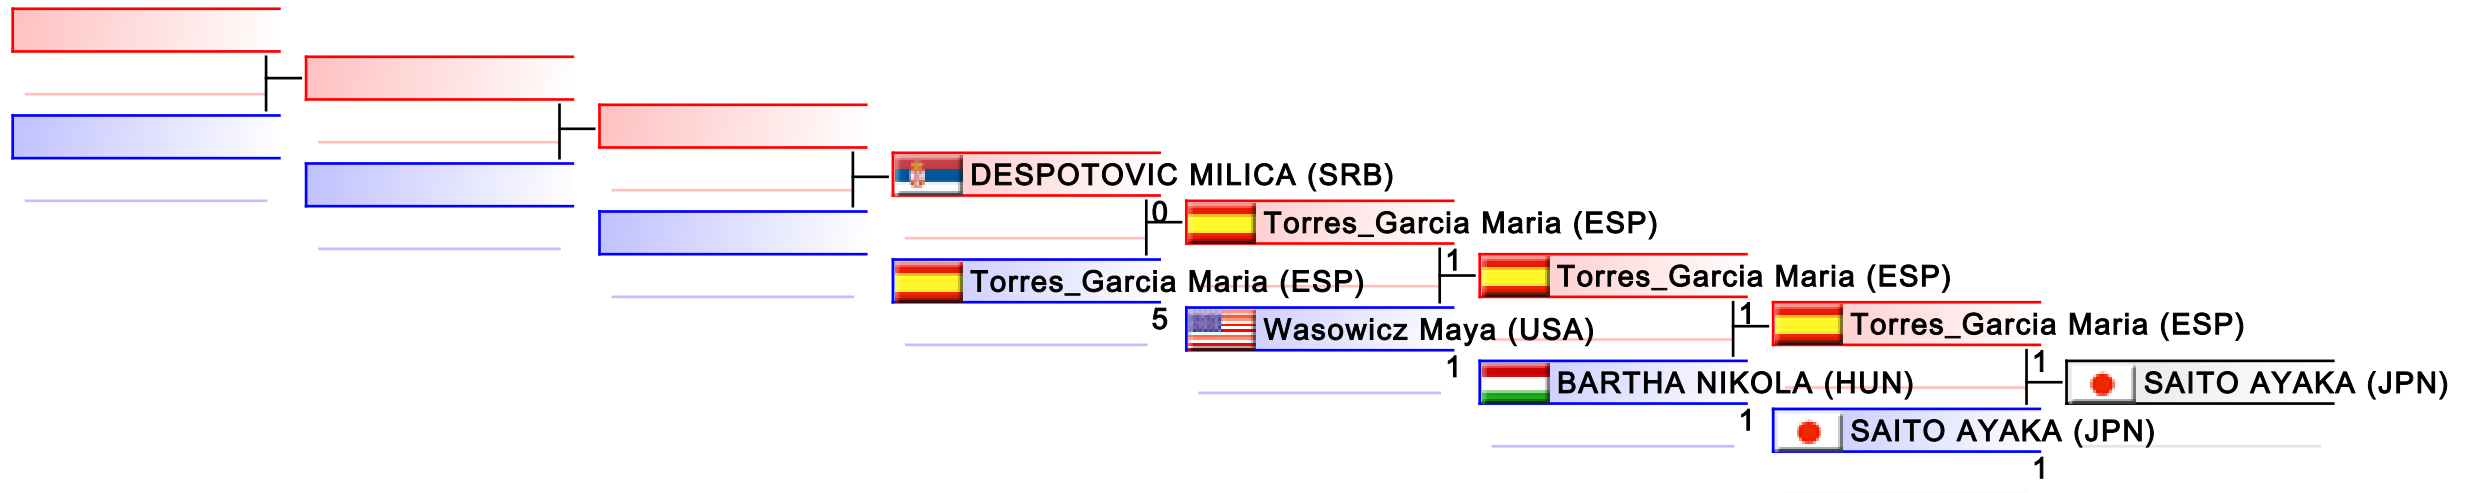 DESPOTOVIC MILICA (SRB)
0
Torres_Garcia Maria (ESP)
5
Torres_Garcia Maria (ESP)
1
Wasowicz Maya (USA)
1
Torres_Garcia Maria (ESP)
1
BARTHA NIKOLA (HUN)
1
Torres_Garcia Maria (ESP)
1
SAITO AYAKA (JPN)
1
SAITO AYAKA (JPN)